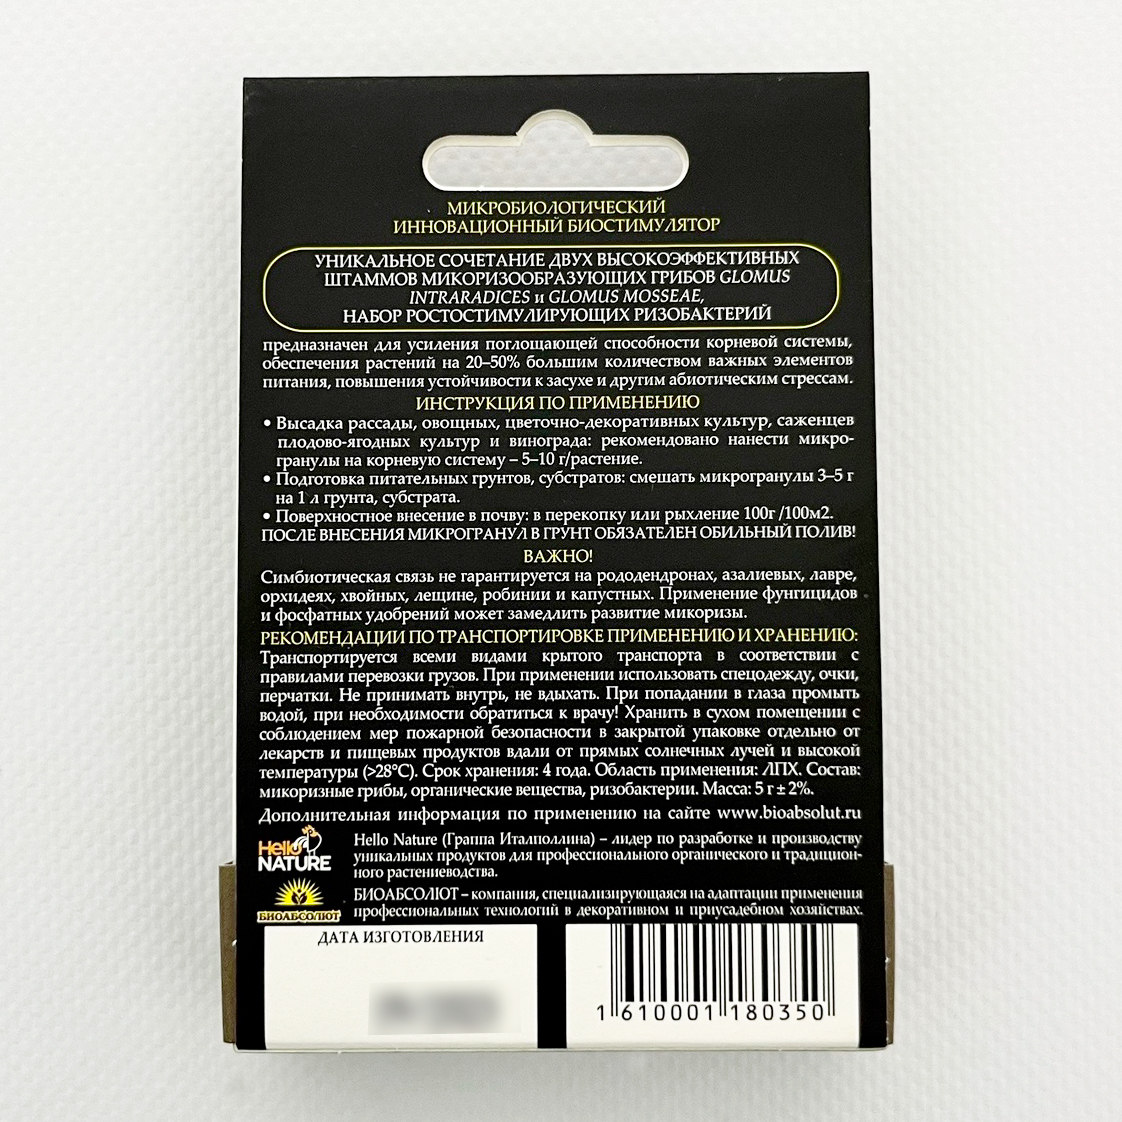 МИКРОБИОЛОГИЧЕСКИЙ
ИННОВАЦИОННЫЙ БИОСТИМУЛЯТОР
УНИКАЛЬНОЕ СОЧЕТАНИЕ ДВУХ ВЫСОКОЭФФЕКТИВНЫХ
ШТАММОВ МИКОРИЗООБРАЗУЮЩИХ ГРИБОВ GLOMUS
INTRARADICES и GLOMUS MOSSEAE,
НАБОР РОСТОСТИМУЛИРУЮЩИХ РИЗОБАКТЕРИЙ
предназначен для усиления поглощающей способности корневой системы,
обеспечения растений на 20–50% большим количеством важных элементов
питания, повышения устойчивости к засухе и другим абиотическим стрессам.
ИНСТРУКЦИЯ ПО ПРИМЕНЕНИЮ
• Высадка рассады, овощных, цветочно-декоративных культур, саженцев
плодово-ягодных культур и винограда: рекомендовано нанести микро-
гранулы на корневую систему – 5–10 г/растение.
• Подготовка питательных грунтов, субстратов: смешать микрогранулы 3–5 г
на 1 л грунта, субстрата.
• Поверхностное внесение в почву: в перекопку или рыхление 100г /100м2.
ПОСЛЕ ВНЕСЕНИЯ МИКРОГРАНУЛ В ГРУНТ ОБЯЗАТЕЛЕН ОБИЛЬНЫЙ ПОЛИВ!
ВАЖНО!
Симбиотическая связь не гарантируется на рододендронах, азалиевых, лавре,
орхидеях, хвойных, лещине, робинии и капустных. Применение фунгицидов
и фосфатных удобрений может замедлить развитие микоризы.
РЕКОМЕНДАЦИИ ПО ТРАНСПОРТИРОВКЕ ПРИМЕНЕНИЮ И ХРАНЕНИЮ:
Транспортируется всеми видами крытого транспорта в соответствии с
правилами перевозки грузов. При применении использовать спецодежду, очки,
перчатки. Не принимать внутрь, не вдыхать. При попадании в глаза промыть
водой, при необходимости обратиться к врачу! Хранить в сухом помещении с
соблюдением мер пожарной безопасности в закрытой упаковке отдельно от
лекарств и пищевых продуктов вдали от прямых солнечных лучей и высокой
температуры (>28°С). Срок хранения: 4 года. Область применения: ЛПХ. Состав:
микоризные грибы, органические вещества, ризобактерии. Масса: 5 г ± 2%.
Дополнительная информация по применению на сайте www.bioabsolut.ru
Hello NATURE
Hello Nature (Граппа Италполлина) – лидер по разработке и производству
уникальных продуктов для профессионального органического и традицион-
ного растениеводства.
БИОАБСОЛЮТ
БИОАБСОЛЮТ – компания, специализирующаяся на адаптации применения
профессиональных технологий в декоративном и приусадебном хозяйствах.
ДАТА ИЗГОТОВЛЕНИЯ
1 610001 180350